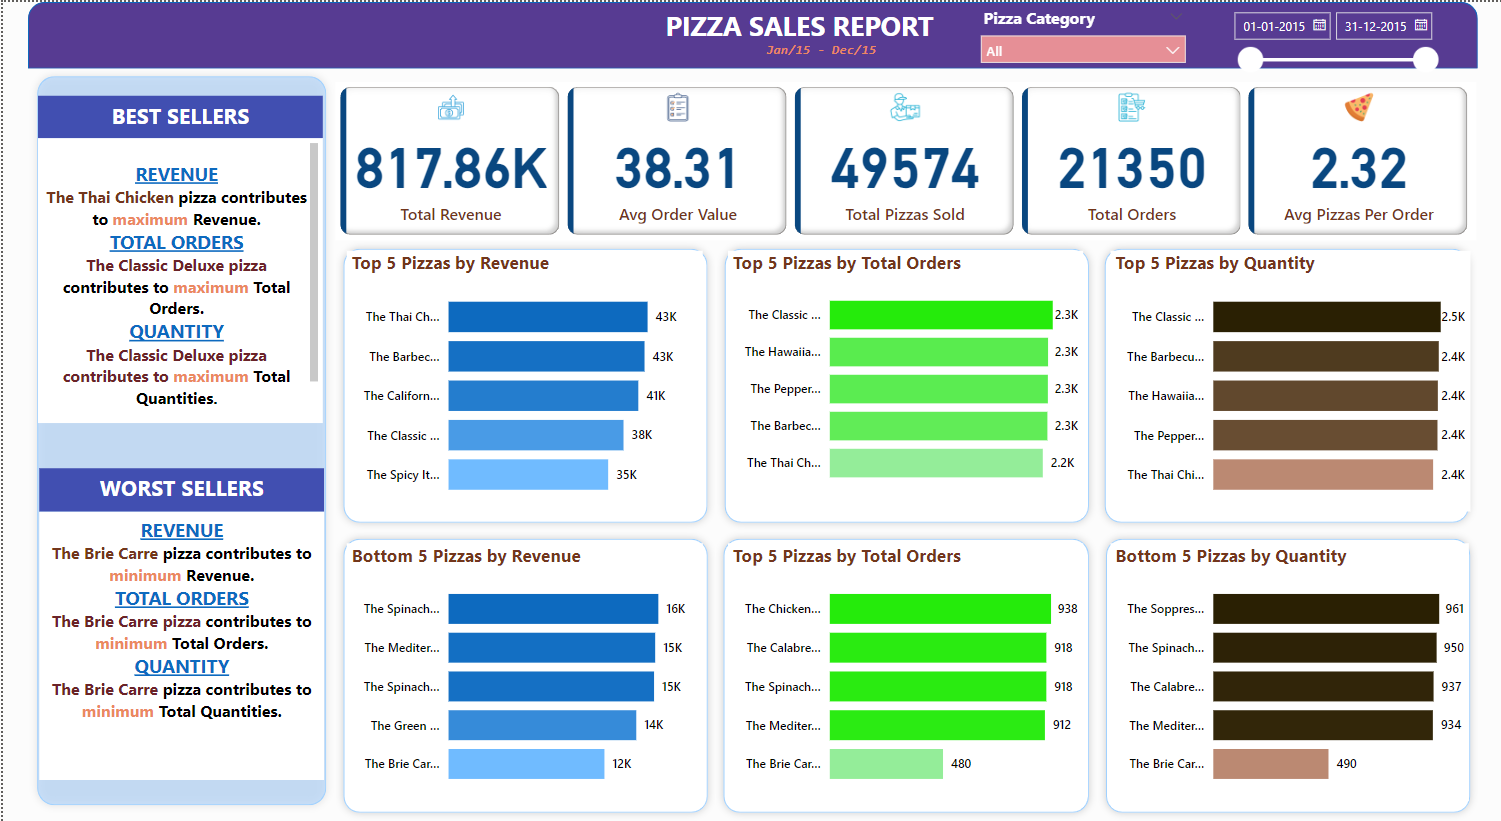 PIZZA SALES REPORT
Jan/15 - Dec/15
Pizza Category
All
01-01-2015
31-12-2015
BEST SELLERS
REVENUE
The Thai Chicken pizza contributes
to maximum Revenue.
TOTAL ORDERS
The Classic Deluxe pizza
contributes to maximum Total
Orders.
QUANTITY
The Classic Deluxe pizza
contributes to maximum Total
Quantities.
WORST SELLERS
REVENUE
The Brie Carre pizza contributes to
minimum Revenue.
TOTAL ORDERS
The Brie Carre pizza contributes to
minimum Total Orders.
QUANTITY
The Brie Carre pizza contributes to
minimum Total Quantities.
817.86K
Total Revenue
38.31
Avg Order Value
49574
Total Pizzas Sold
21350
Total Orders
2.32
Avg Pizzas Per Order
Top 5 Pizzas by Revenue
The Thai Ch... 43K
The Barbec... 43K
The Californ... 41K
The Classic ... 38K
The Spicy It... 35K
Top 5 Pizzas by Total Orders
The Classic ... 2.3K
The Hawaiia... 2.3K
The Pepper... 2.3K
The Barbec... 2.3K
The Thai Ch... 2.2K
Top 5 Pizzas by Quantity
The Classic ... 2.5K
The Barbecu... 2.4K
The Hawaiia... 2.4K
The Pepper... 2.4K
The Thai Chi... 2.4K
Bottom 5 Pizzas by Revenue
The Spinach... 16K
The Mediter... 15K
The Spinach... 15K
The Green ... 14K
The Brie Car... 12K
Top 5 Pizzas by Total Orders
The Chicken... 938
The Calabre... 918
The Spinach... 918
The Mediter... 912
The Brie Car... 480
Bottom 5 Pizzas by Quantity
The Soppres... 961
The Spinach... 950
The Calabre... 937
The Mediter... 934
The Brie Car... 490